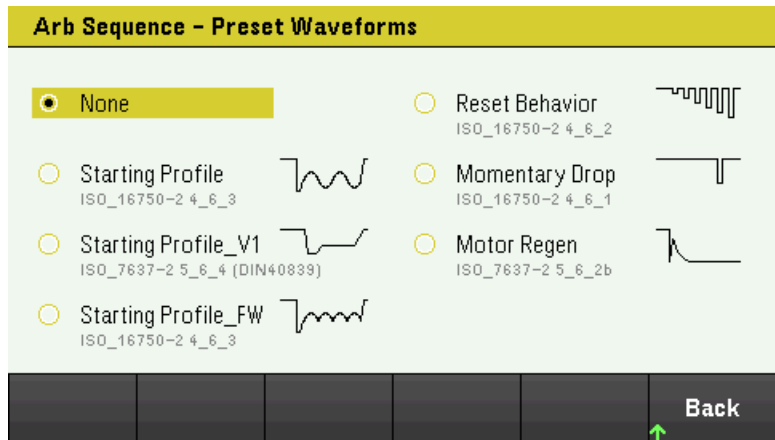 Arb Sequence - Preset Waveforms
None
Starting Profile
ISO_16750-2 4_6_3
Starting Profile_V1
ISO_7637-2 5_6_4 (DIN40839)
Starting Profile_FW
ISO_16750-2 4_6_3
Reset Behavior
ISO_16750-2 4_6_2
Momentary Drop
ISO_16750-2 4_6_1
Motor Regen
ISO_7637-2 5_6_2b
Back